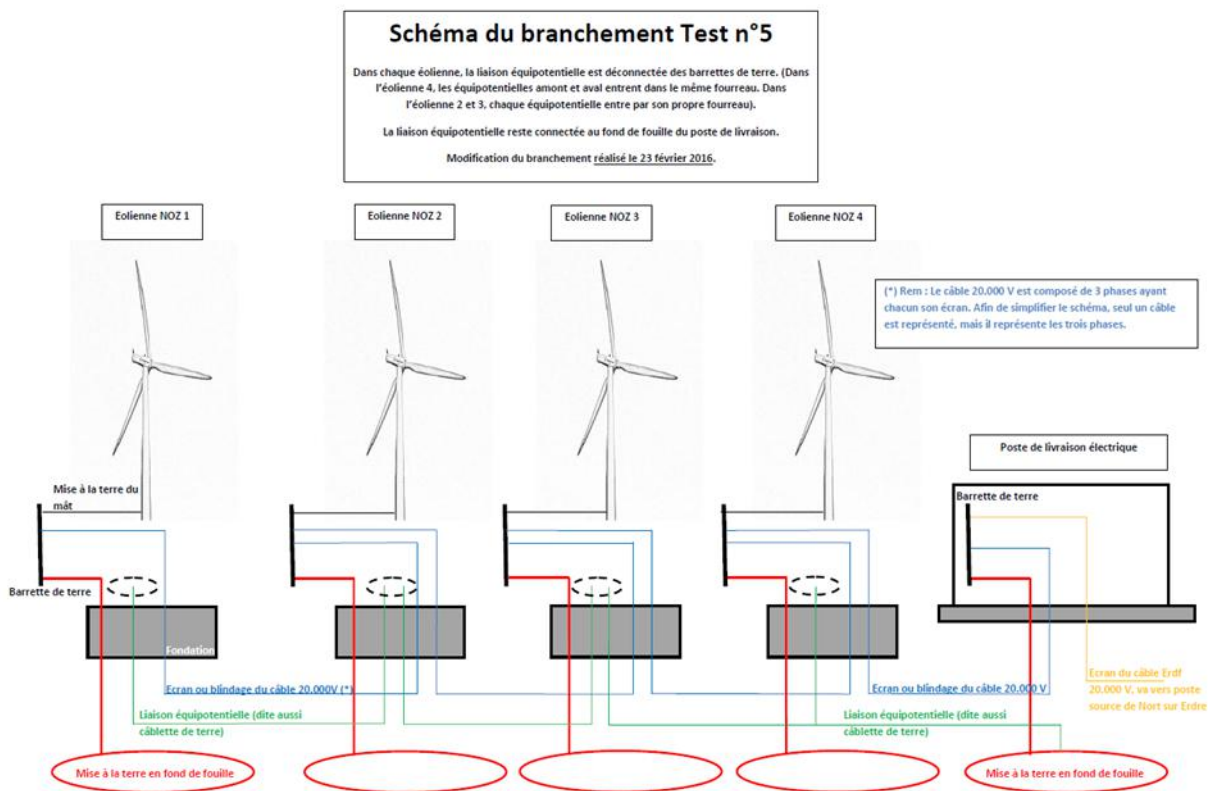 Schéma du branchement Test n°5
Dans chaque éolienne, la liaison équipotentielle est déconnectée des barrettes de terre. (Dans
l'éolienne 4, les équipotentielles amont et aval entrent dans le même fourreau. Dans
l'éolienne 2 et 3, chaque équipotentielle entre par son propre fourreau).
La liaison équipotentielle reste connectée au fond de fouille du poste de livraison.
Modification du branchement réalisé le 23 février 2016.
Eolienne NOZ 1
Eolienne NOZ 2
Eolienne NOZ 3
Eolienne NOZ 4
(*) Rem : Le câble 20.000 V est composé de 3 phases ayant
chacun son écran. Afin de simplifier le schéma, seul un câble
est représenté, mais il représente les trois phases.
Poste de livraison électrique
Mise à la terre du
mât
Barrette de terre
Barrette de terre
Fondation
Ecran ou blindage du câble 20.000V (*)
Ecran ou blindage du câble 20.000 V
Ecran du câble Erdf
20.000 V, va vers poste
source de Nort sur Erdre
Liaison équipotentielle (dite aussi
câblette de terre)
Liaison équipotentielle (dite aussi
câblette de terre)
Mise à la terre en fond de fouille
Mise à la terre en fond de fouille